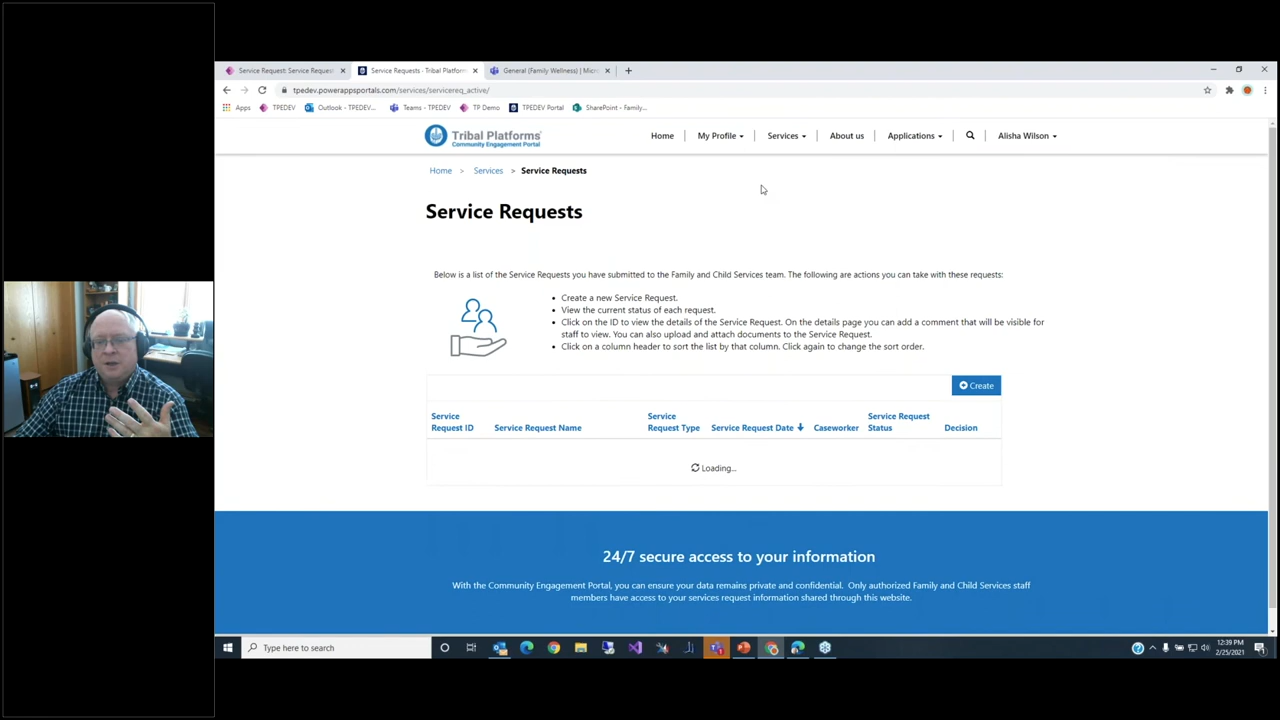 Service Request: Service Reques
Service Requests - Tribal Platform
General (Family Wellness) | Micro
tpedev.powerappsportals.com/services/servicereq_active/
Apps TPEDEV Outlook - TPEDEV... Teams - TPEDEV TP Demo TPEDEV Portal SharePoint - Family...
Tribal Platforms
Community Engagement Portal
Home My Profile Services About us Applications Alisha Wilson
Home > Services > Service Requests
Service Requests
Below is a list of the Service Requests you have submitted to the Family and Child Services team. The following are actions you can take with these requests:
• Create a new Service Request.
• View the current status of each request.
• Click on the ID to view the details of the Service Request. On the details page you can add a comment that will be visible for
staff to view. You can also upload and attach documents to the Service Request.
• Click on a column header to sort the list by that column. Click again to change the sort order.
Create
Service
Request ID
Service Request Name
Service
Request Type
Service Request Date
Caseworker
Service Request
Status
Decision
Loading...
24/7 secure access to your information
With the Community Engagement Portal, you can ensure your data remains private and confidential. Only authorized Family and Child Services staff
members have access to your services request information shared through this website.
Type here to search
12:39 PM
2/25/2021